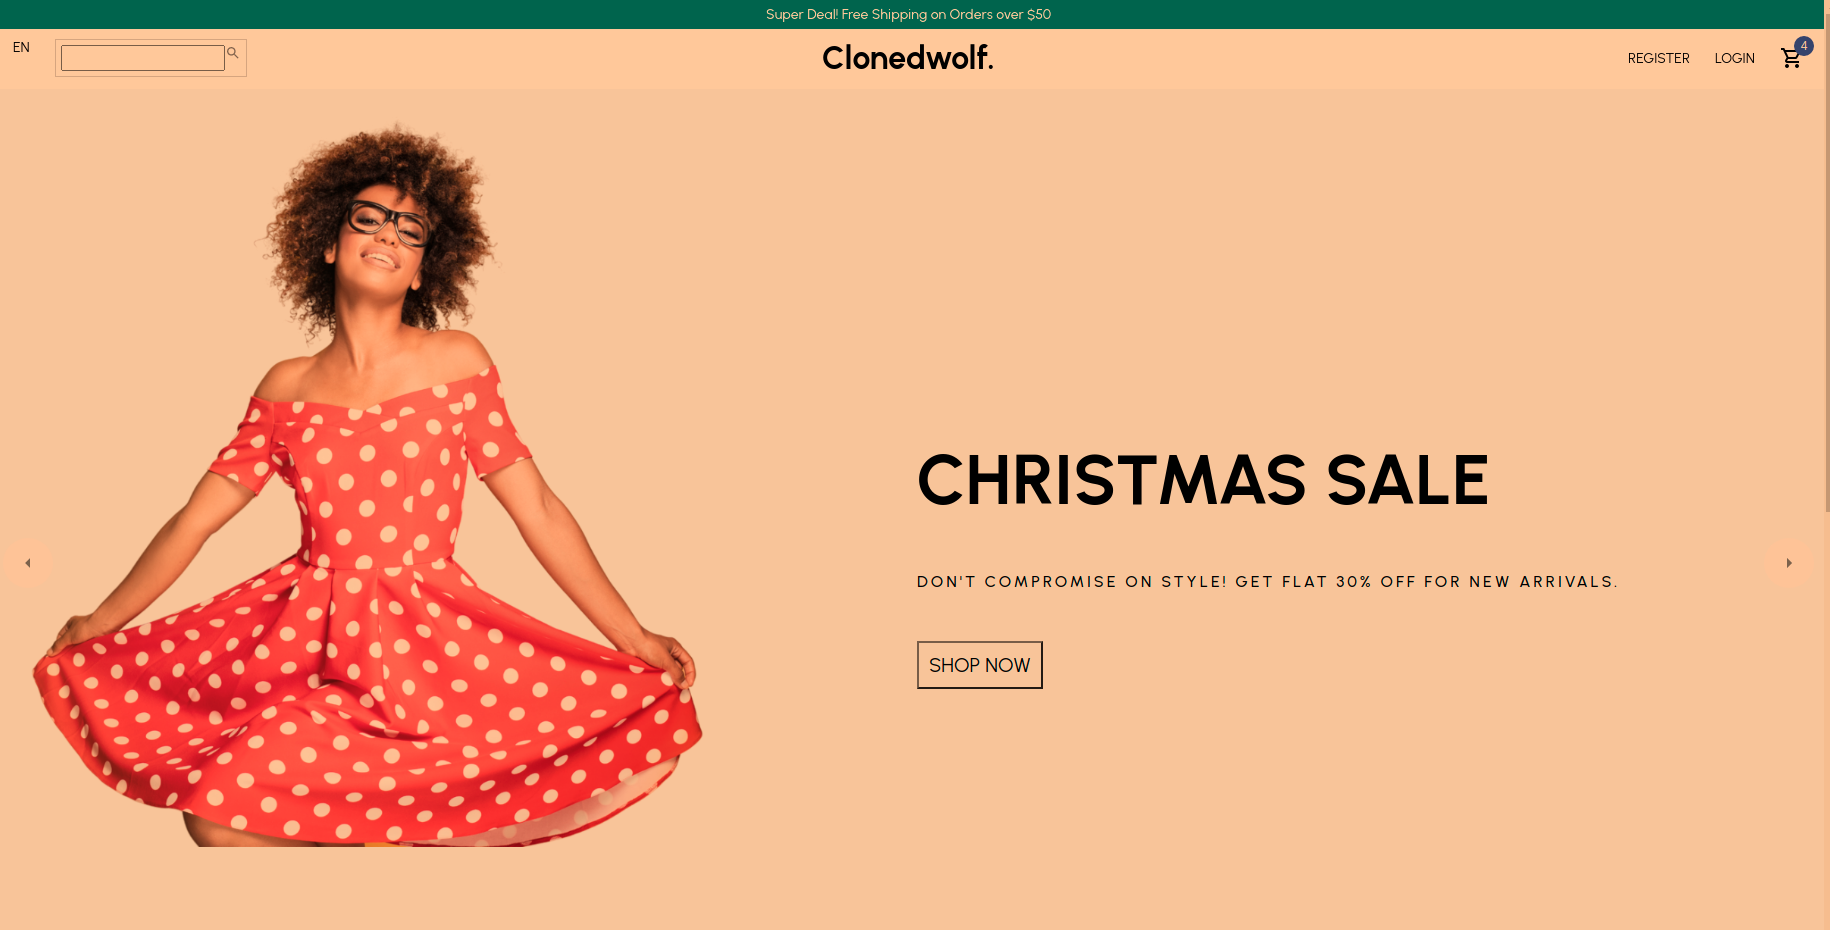 Super Deal! Free Shipping on Orders over $50
EN
Clonedwolf.
REGISTER
LOGIN
4
CHRISTMAS SALE
DON'T COMPROMISE ON STYLE! GET FLAT 30% OFF FOR NEW ARRIVALS.
SHOP NOW